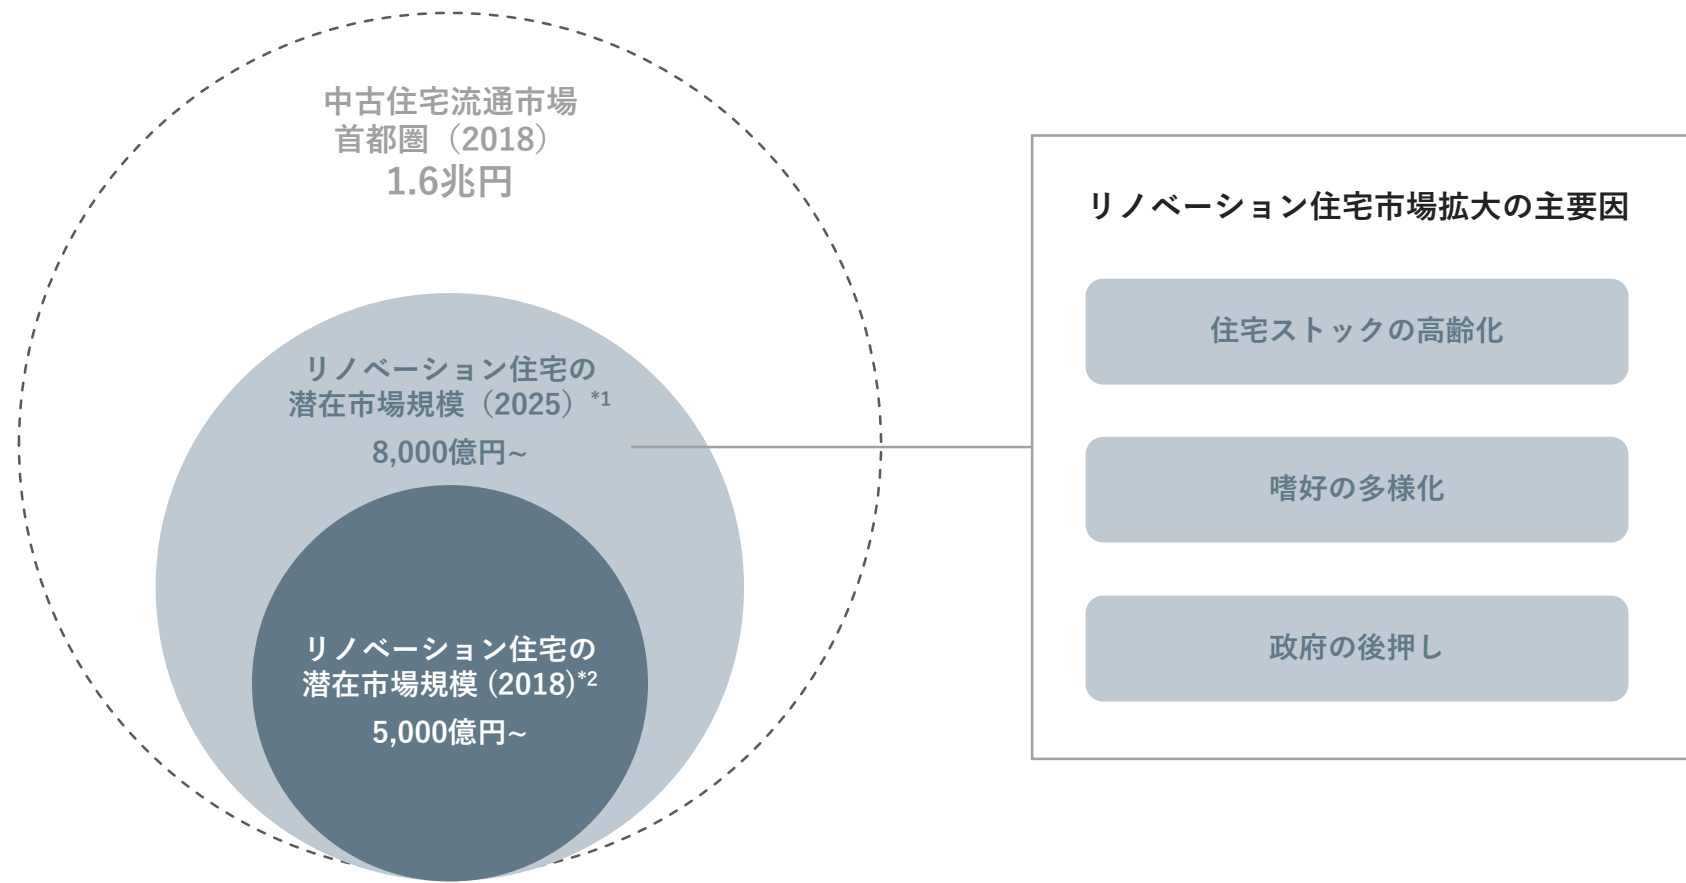 中古住宅流通市場
首都圏（2018）
1.6兆円
リノベーション住宅の
潜在市場規模（2025）*1
8,000億円~
リノベーション住宅の
潜在市場規模 (2018)*2
5,000億円~
リノベーション住宅市場拡大の主要因
住宅ストックの高齢化
嗜好の多様化
政府の後押し